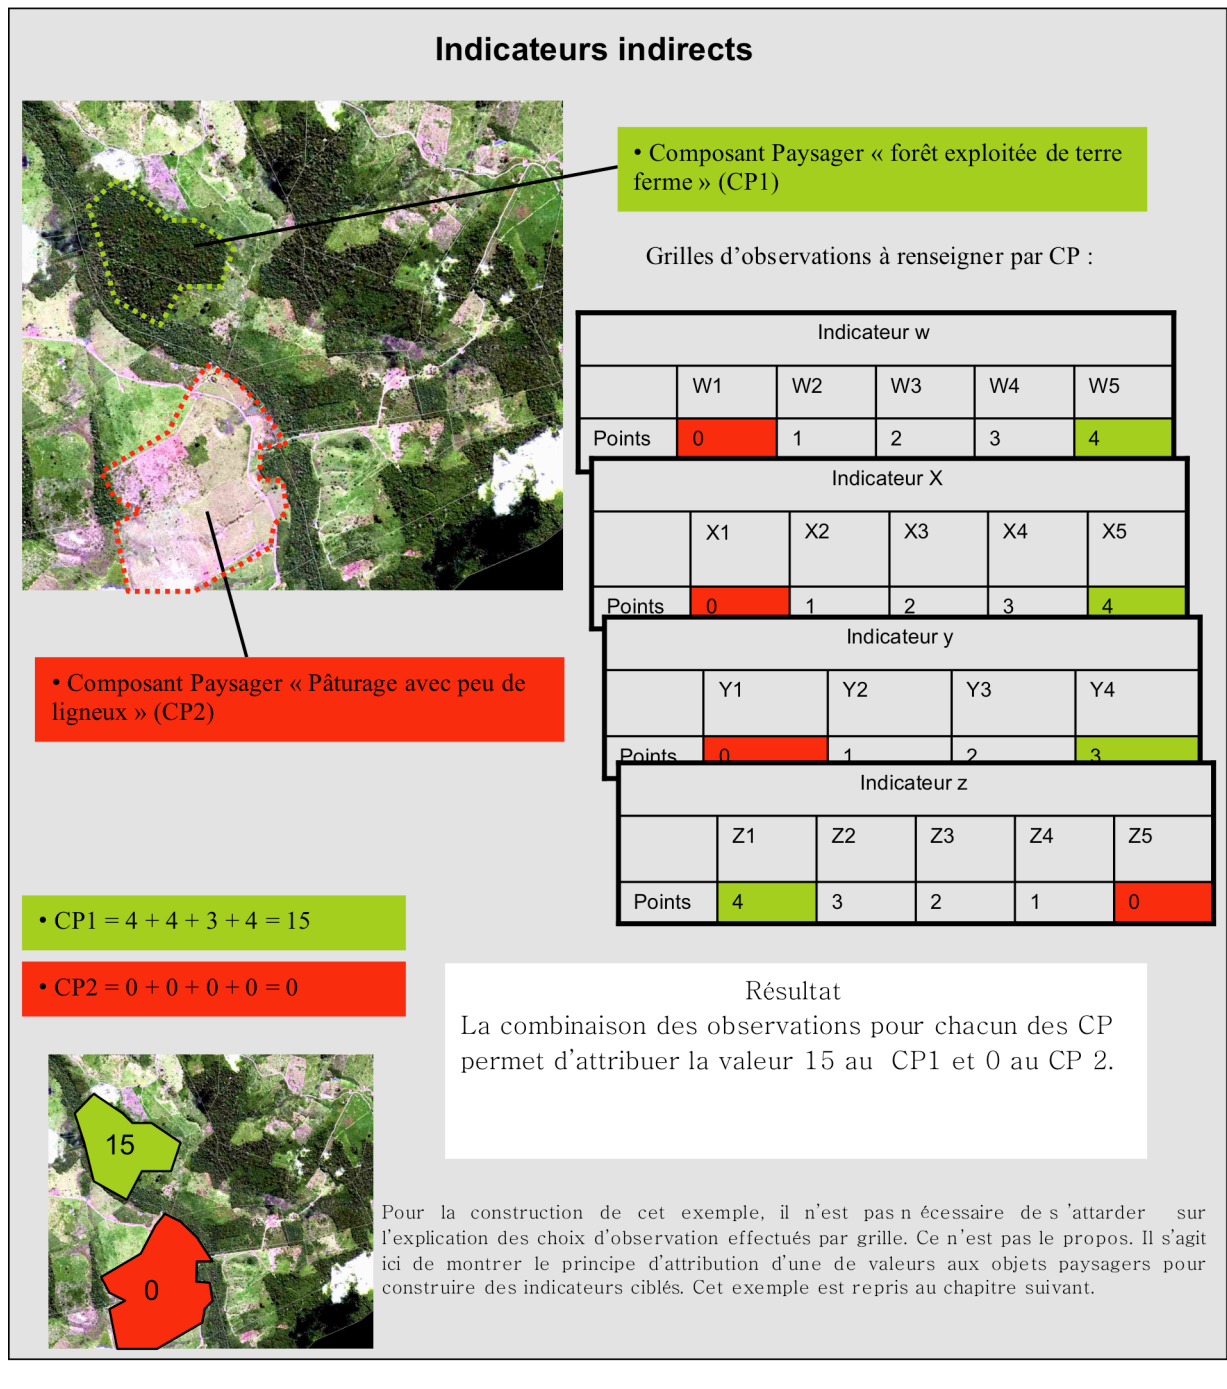 Indicateurs indirects
• Composant Paysager « forêt exploitée de terre
ferme » (CP1)
Grilles d’observations à renseigner par CP :
Indicateur w
W1 W2 W3 W4 W5
Points 0 1 2 3 4
Indicateur X
X1 X2 X3 X4 X5
Points 0 1 2 3 4
Indicateur y
Y1 Y2 Y3 Y4
Points 0 1 2 3
Indicateur z
Z1 Z2 Z3 Z4 Z5
Points 4 3 2 1 0
• Composant Paysager « Pâturage avec peu de
ligneux » (CP2)
• CP1 = 4 + 4 + 3 + 4 = 15
• CP2 = 0 + 0 + 0 + 0 = 0
Résultat
La combinaison des observations pour chacun des CP
permet d’attribuer la valeur 15 au CP1 et 0 au CP 2.
15
0
Pour la construction de cet exemple, il n’est pas n écessaire de s ’attarder sur
l’explication des choix d’observation effectués par grille. Ce n’est pas le propos. Il s’agit
ici de montrer le principe d’attribution d’une de valeurs aux objets paysagers pour
construire des indicateurs ciblés. Cet exemple est repris au chapitre suivant.